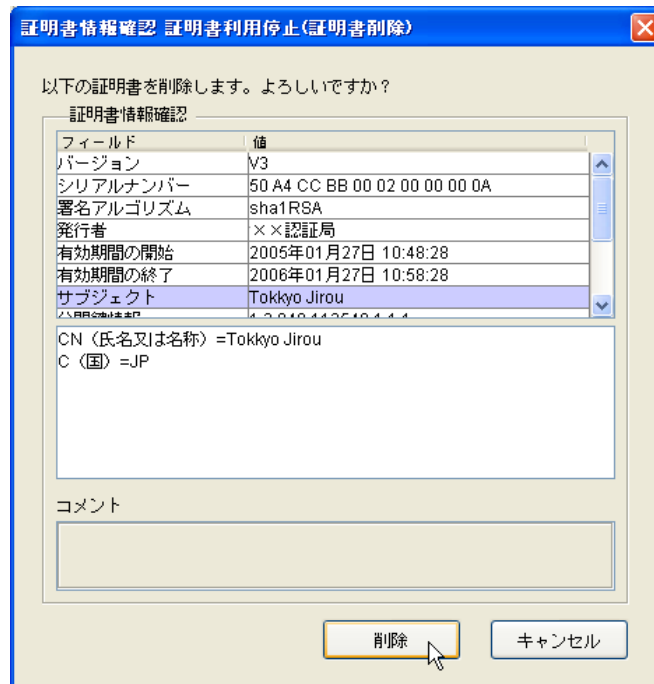 証明書情報確認 証明書利用停止(証明書削除)
以下の証明書を削除します。よろしいですか？
証明書情報確認
フィールド 値
バージョン V3
シリアルナンバー 50 A4 CC BB 00 02 00 00 00 0A
署名アルゴリズム sha1RSA
発行者 ××認証局
有効期間の開始 2005年01月27日 10:48:28
有効期間の終了 2006年01月27日 10:58:28
サブジェクト Tokkyo Jirou
公開鍵情報
CN（氏名又は名称）=Tokkyo Jirou
C（国）=JP
コメント
削除 キャンセル